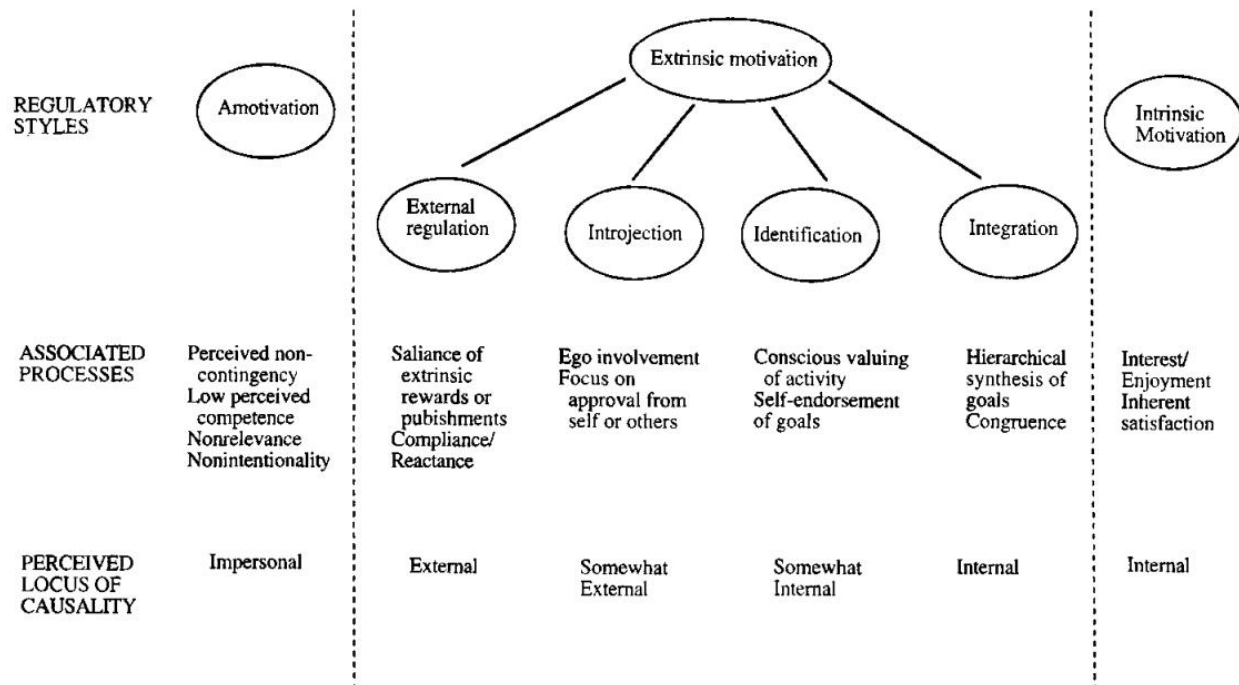 Extrinsic motivation
REGULATORY
STYLES
Amotivation
Intrinsic
Motivation
External
regulation
Introjection
Identification
Integration
ASSOCIATED
PROCESSES
Perceived non-
contingency
Low perceived
competence
Nonrelevance
Nonintentionality
Saliance of
extrinsic
rewards or
pubishments
Compliance/
Reactance
Ego involvement
Focus on
approval from
self or others
Conscious valuing
of activity
Self-endorsement
of goals
Hierarchical
synthesis of
goals
Congruence
Interest/
Enjoyment
Inherent
satisfaction
PERCEIVED
LOCUS OF
CAUSALITY
Impersonal
External
Somewhat
External
Somewhat
Internal
Internal
Internal